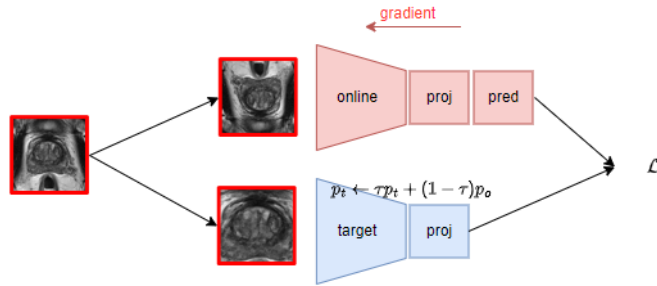 gradient
online proj pred
p_t ← τp_t + (1 − τ)p_o
ℒ
target proj